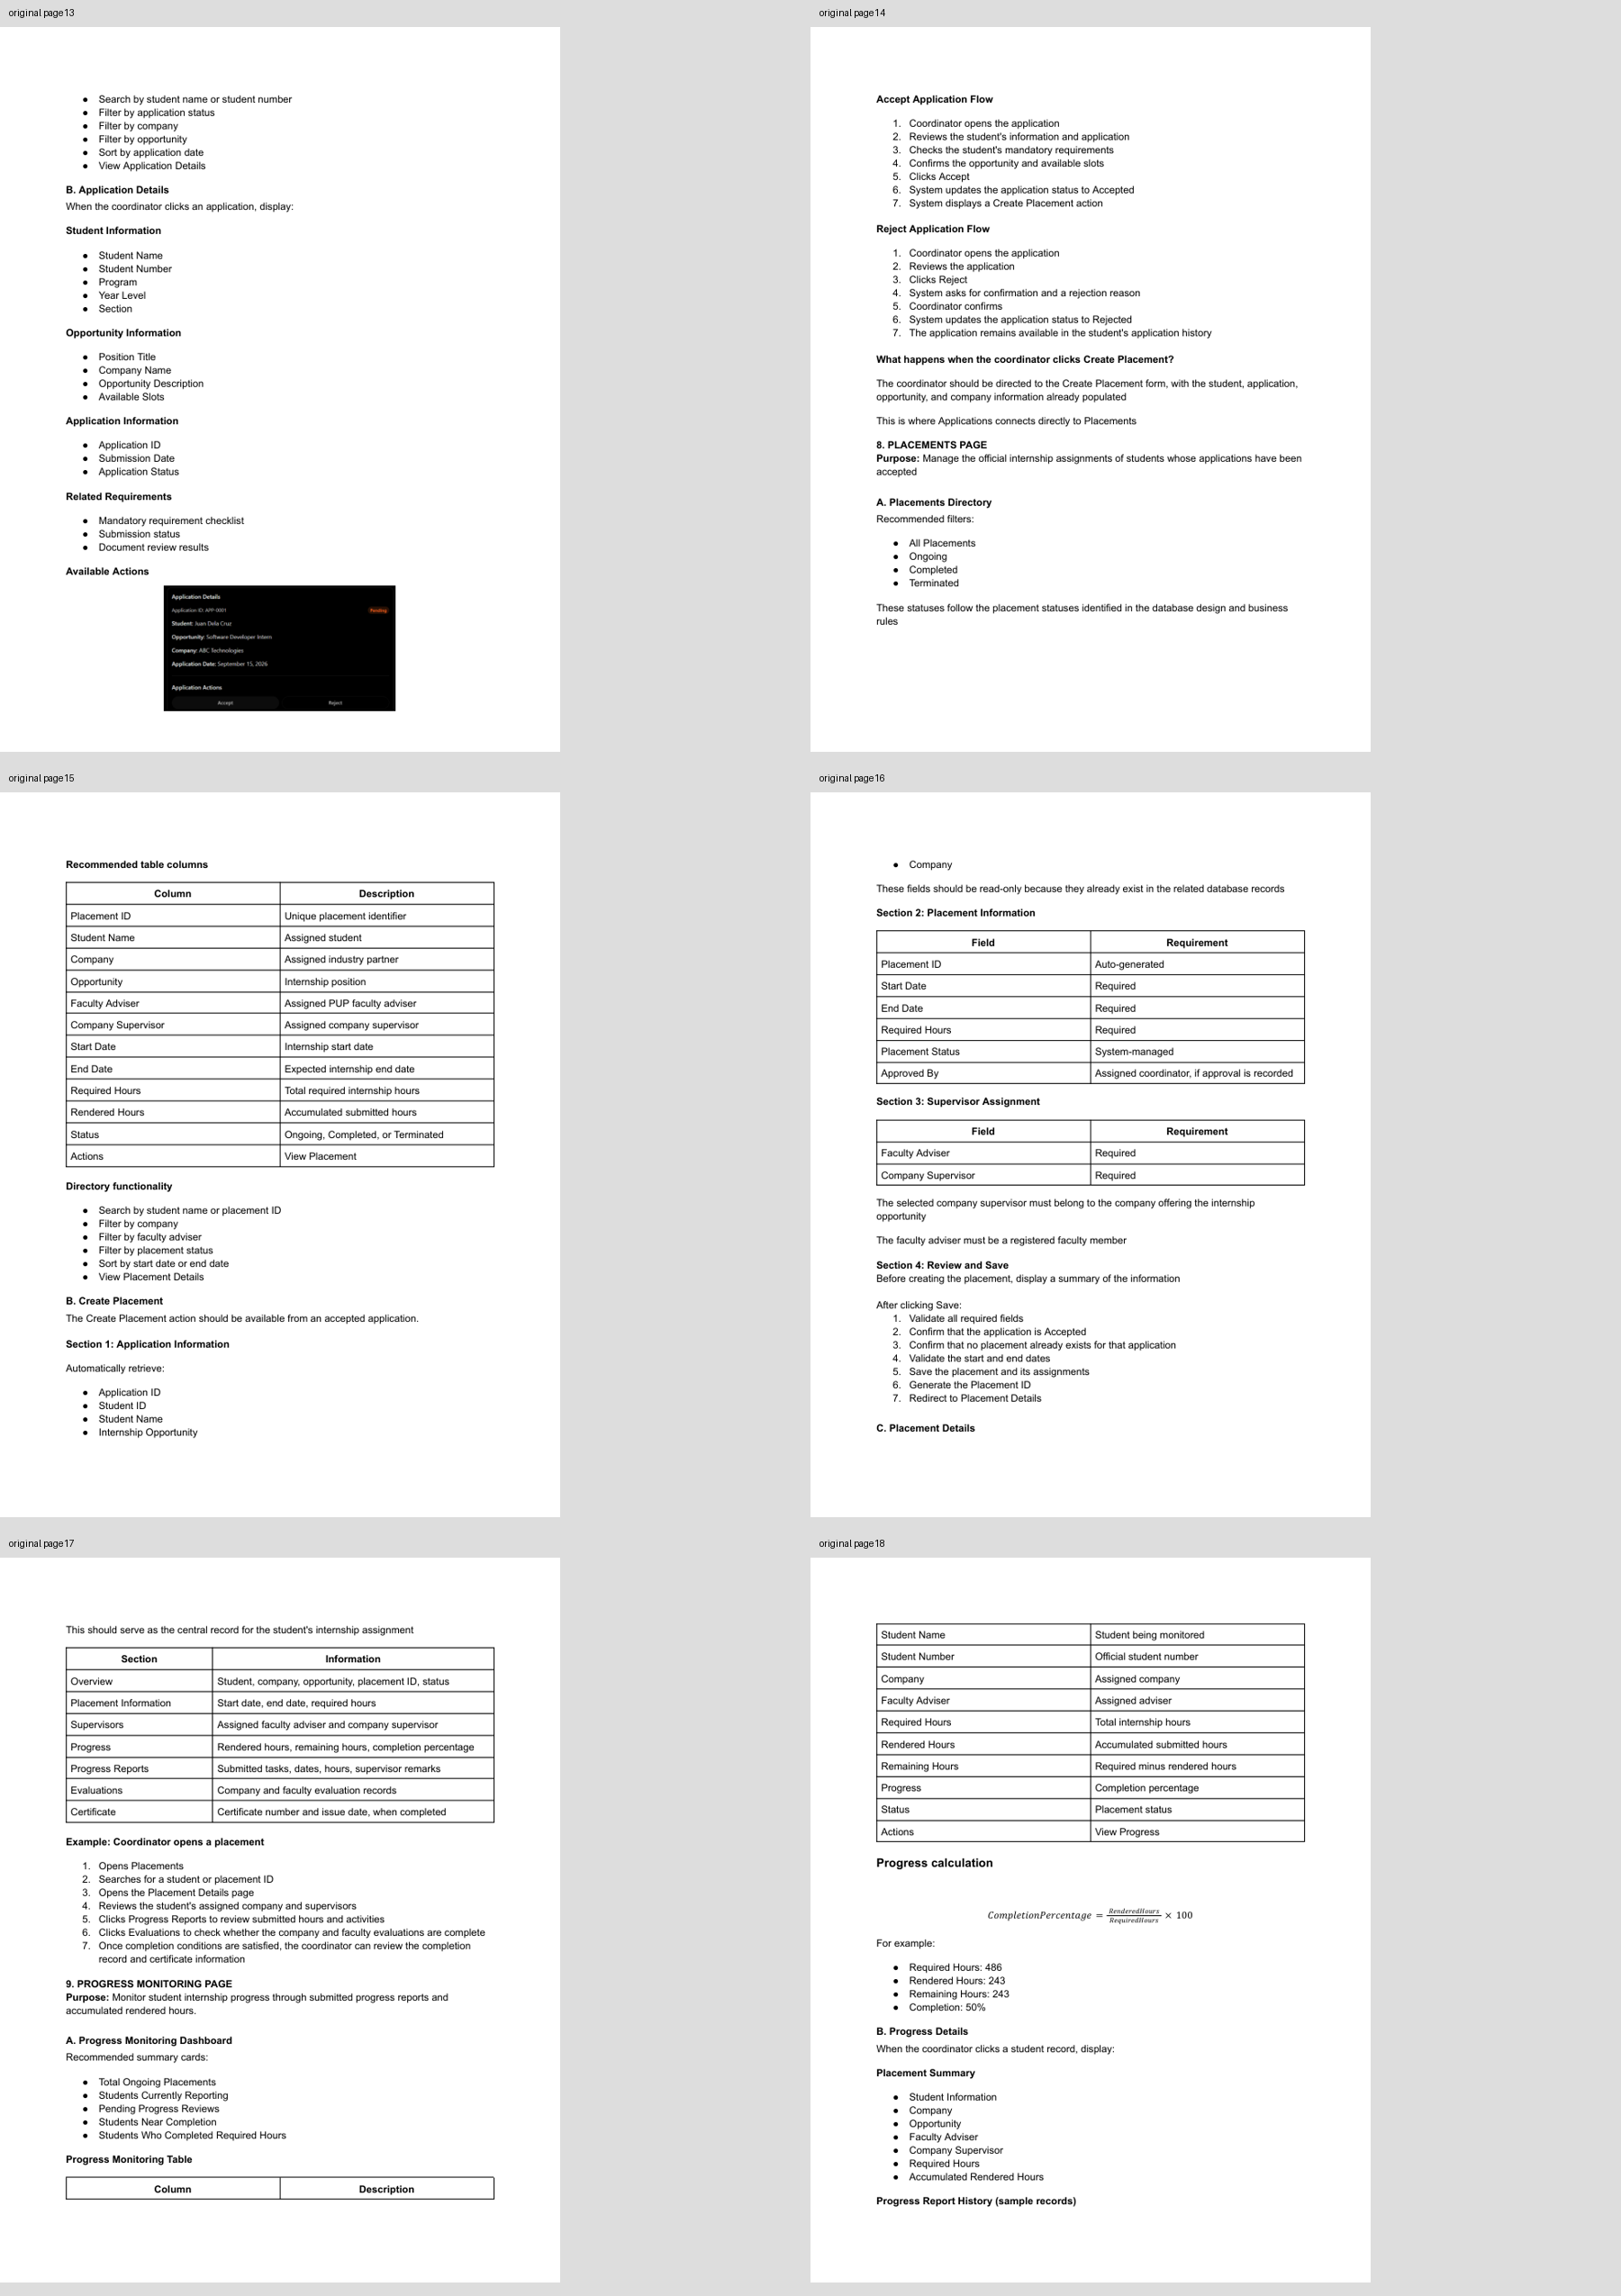 original page13
Search by student name or student number
Filter by application status
Filter by company
Filter by opportunity
Sort by application date
View Application Details
B. Application Details
When the coordinator clicks an application, display:
Student Information
Student Name
Student Number
Program
Year Level
Section
Opportunity Information
Position Title
Company Name
Opportunity Description
Available Slots
Application Information
Application ID
Submission Date
Application Status
Related Requirements
Mandatory requirement checklist
Submission status
Document review results
Available Actions
Application Details
Application ID: APP-0001 Pending
Student: Juan Dela Cruz
Opportunity: Software Developer Intern
Company: ABC Technologies
Application Date: September 15, 2026
Application Actions
Accept Reject
original page14
Accept Application Flow
1. Coordinator opens the application
2. Reviews the student's information and application
3. Checks the student's mandatory requirements
4. Confirms the opportunity and available slots
5. Clicks Accept
6. System updates the application status to Accepted
7. System displays a Create Placement action
Reject Application Flow
1. Coordinator opens the application
2. Reviews the application
3. Clicks Reject
4. System asks for confirmation and a rejection reason
5. Coordinator confirms
6. System updates the application status to Rejected
7. The application remains available in the student's application history
What happens when the coordinator clicks Create Placement?
The coordinator should be directed to the Create Placement form, with the student, application,
opportunity, and company information already populated
This is where Applications connects directly to Placements
8. PLACEMENTS PAGE
Purpose: Manage the official internship assignments of students whose applications have been
accepted
A. Placements Directory
Recommended filters:
All Placements
Ongoing
Completed
Terminated
These statuses follow the placement statuses identified in the database design and business
rules
original page15
Recommended table columns
Column Description
Placement ID Unique placement identifier
Student Name Assigned student
Company Assigned industry partner
Opportunity Internship position
Faculty Adviser Assigned PUP faculty adviser
Company Supervisor Assigned company supervisor
Start Date Internship start date
End Date Expected internship end date
Required Hours Total required internship hours
Rendered Hours Accumulated submitted hours
Status Ongoing, Completed, or Terminated
Actions View Placement
Directory functionality
Search by student name or placement ID
Filter by company
Filter by faculty adviser
Filter by placement status
Sort by start date or end date
View Placement Details
B. Create Placement
The Create Placement action should be available from an accepted application.
Section 1: Application Information
Automatically retrieve:
Application ID
Student ID
Student Name
Internship Opportunity
original page16
Company
These fields should be read-only because they already exist in the related database records
Section 2: Placement Information
Field Requirement
Placement ID Auto-generated
Start Date Required
End Date Required
Required Hours Required
Placement Status System-managed
Approved By Assigned coordinator, if approval is recorded
Section 3: Supervisor Assignment
Field Requirement
Faculty Adviser Required
Company Supervisor Required
The selected company supervisor must belong to the company offering the internship
opportunity
The faculty adviser must be a registered faculty member
Section 4: Review and Save
Before creating the placement, display a summary of the information
After clicking Save:
1. Validate all required fields
2. Confirm that the application is Accepted
3. Confirm that no placement already exists for that application
4. Validate the start and end dates
5. Save the placement and its assignments
6. Generate the Placement ID
7. Redirect to Placement Details
C. Placement Details
original page17
This should serve as the central record for the student's internship assignment
Section Information
Overview Student, company, opportunity, placement ID, status
Placement Information Start date, end date, required hours
Supervisors Assigned faculty adviser and company supervisor
Progress Rendered hours, remaining hours, completion percentage
Progress Reports Submitted tasks, dates, hours, supervisor remarks
Evaluations Company and faculty evaluation records
Certificate Certificate number and issue date, when completed
Example: Coordinator opens a placement
1. Opens Placements
2. Searches for a student or placement ID
3. Opens the Placement Details page
4. Reviews the student's assigned company and supervisors
5. Clicks Progress Reports to review submitted hours and activities
6. Clicks Evaluations to check whether the company and faculty evaluations are complete
7. Once completion conditions are satisfied, the coordinator can review the completion
record and certificate information
9. PROGRESS MONITORING PAGE
Purpose: Monitor student internship progress through submitted progress reports and
accumulated rendered hours.
A. Progress Monitoring Dashboard
Recommended summary cards:
Total Ongoing Placements
Students Currently Reporting
Pending Progress Reviews
Students Near Completion
Students Who Completed Required Hours
Progress Monitoring Table
Column Description
original page18
Student Name Student being monitored
Student Number Official student number
Company Assigned company
Faculty Adviser Assigned adviser
Required Hours Total internship hours
Rendered Hours Accumulated submitted hours
Remaining Hours Required minus rendered hours
Progress Completion percentage
Status Placement status
Actions View Progress
Progress calculation
CompletionPercentage = RenderedHours / RequiredHours × 100
For example:
Required Hours: 486
Rendered Hours: 243
Remaining Hours: 243
Completion: 50%
B. Progress Details
When the coordinator clicks a student record, display:
Placement Summary
Student Information
Company
Opportunity
Faculty Adviser
Company Supervisor
Required Hours
Accumulated Rendered Hours
Progress Report History (sample records)